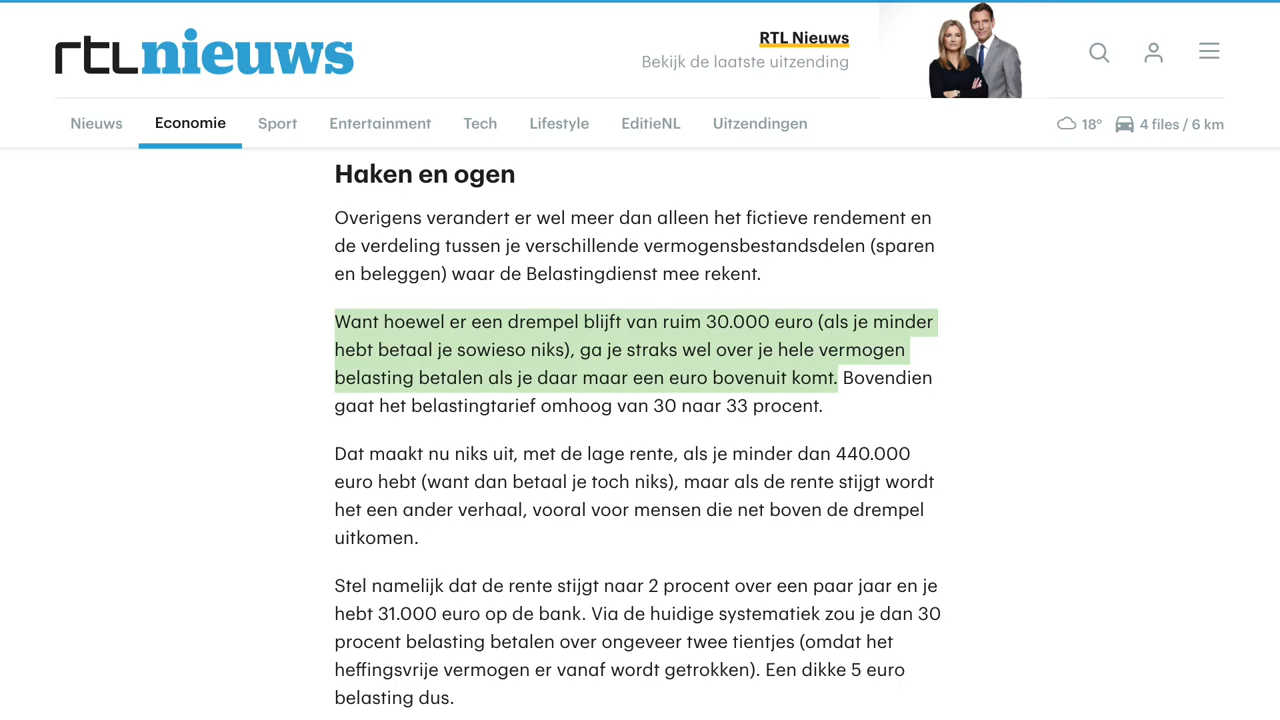 rtlnieuws
RTL Nieuws
Bekijk de laatste uitzending
Nieuws Economie Sport Entertainment Tech Lifestyle EditieNL Uitzendingen 18° 4 files / 6 km
Haken en ogen
Overigens verandert er wel meer dan alleen het fictieve rendement en
de verdeling tussen je verschillende vermogensbestandsdelen (sparen
en beleggen) waar de Belastingdienst mee rekent.
Want hoewel er een drempel blijft van ruim 30.000 euro (als je minder
hebt betaal je sowieso niks), ga je straks wel over je hele vermogen
belasting betalen als je daar maar een euro bovenuit komt. Bovendien
gaat het belastingtarief omhoog van 30 naar 33 procent.
Dat maakt nu niks uit, met de lage rente, als je minder dan 440.000
euro hebt (want dan betaal je toch niks), maar als de rente stijgt wordt
het een ander verhaal, vooral voor mensen die net boven de drempel
uitkomen.
Stel namelijk dat de rente stijgt naar 2 procent over een paar jaar en je
hebt 31.000 euro op de bank. Via de huidige systematiek zou je dan 30
procent belasting betalen over ongeveer twee tientjes (omdat het
heffingsvrije vermogen er vanaf wordt getrokken). Een dikke 5 euro
belasting dus.